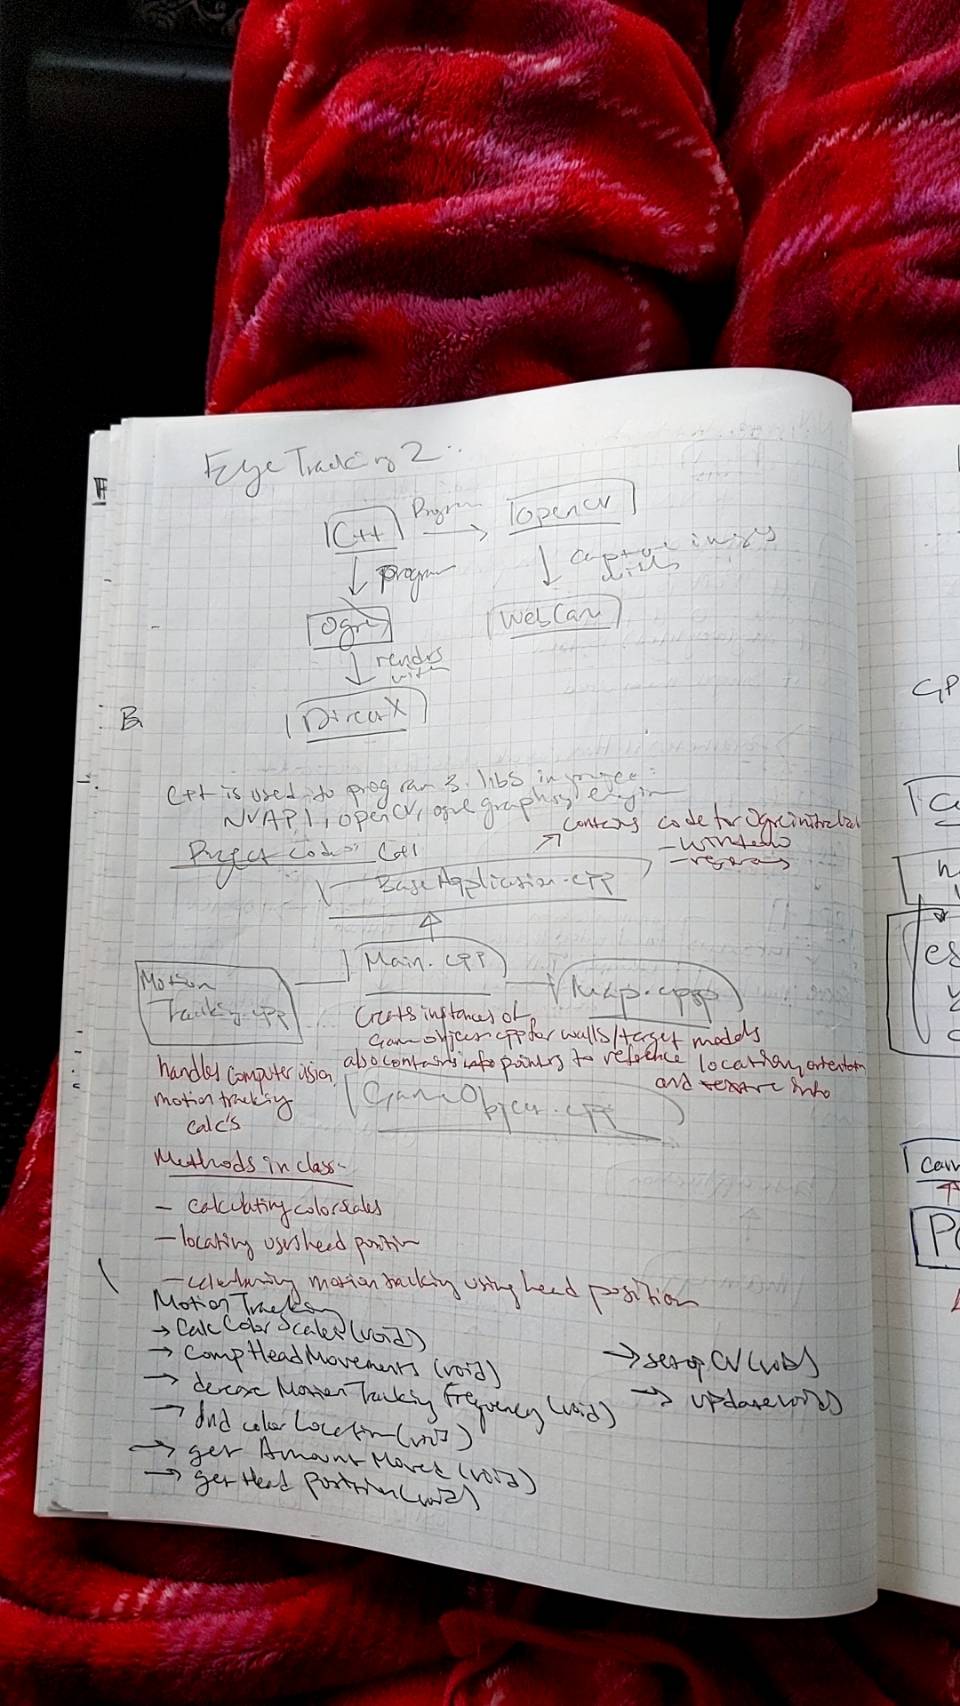 Eye Tracking 2
C++ Program OpenCV
program capture images with
Ogre WebCam
renders with
DirectX
B
C++ is used to program 3 libs in project:
NVAPI, OpenCV, ogre graphics engin
contains code for Ogre
- window
Project code: C++
BaseApplication.cpp
Main.cpp
Motion Tracking.cpp
Map.cpp
Creates instances of
GameObject.cpp for walls/target models
also contains info pointers to reference location, orientation
and texture info
handles computer vision,
motion tracking
calc's
GameObject.cpp
Methods in class-
- calculating color scales
- locating users head position
- calculating motion tracking using head position
Motion Tracking
→ Calc Color Scales (void)
→ Comp Head Movements (void)
→ decrease Motion Tracking Frequency (void)
→ find color Location (void)
→ get Amount Moved (void)
→ get Head Position (void)
→ setup CV (void)
→ update (void)
GP
Cam